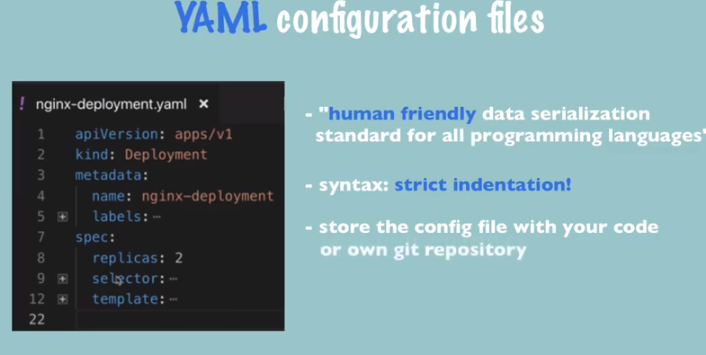 YAML configuration files
! nginx-deployment.yaml ×
1 apiVersion: apps/v1
2 kind: Deployment
3 metadata:
4 name: nginx-deployment
5 labels:⋯
7 spec:
8 replicas: 2
9 selector:⋯
12 template:⋯
22
- "human friendly data serialization
standard for all programming languages"
- syntax: strict indentation!
- store the config file with your code
or own git repository